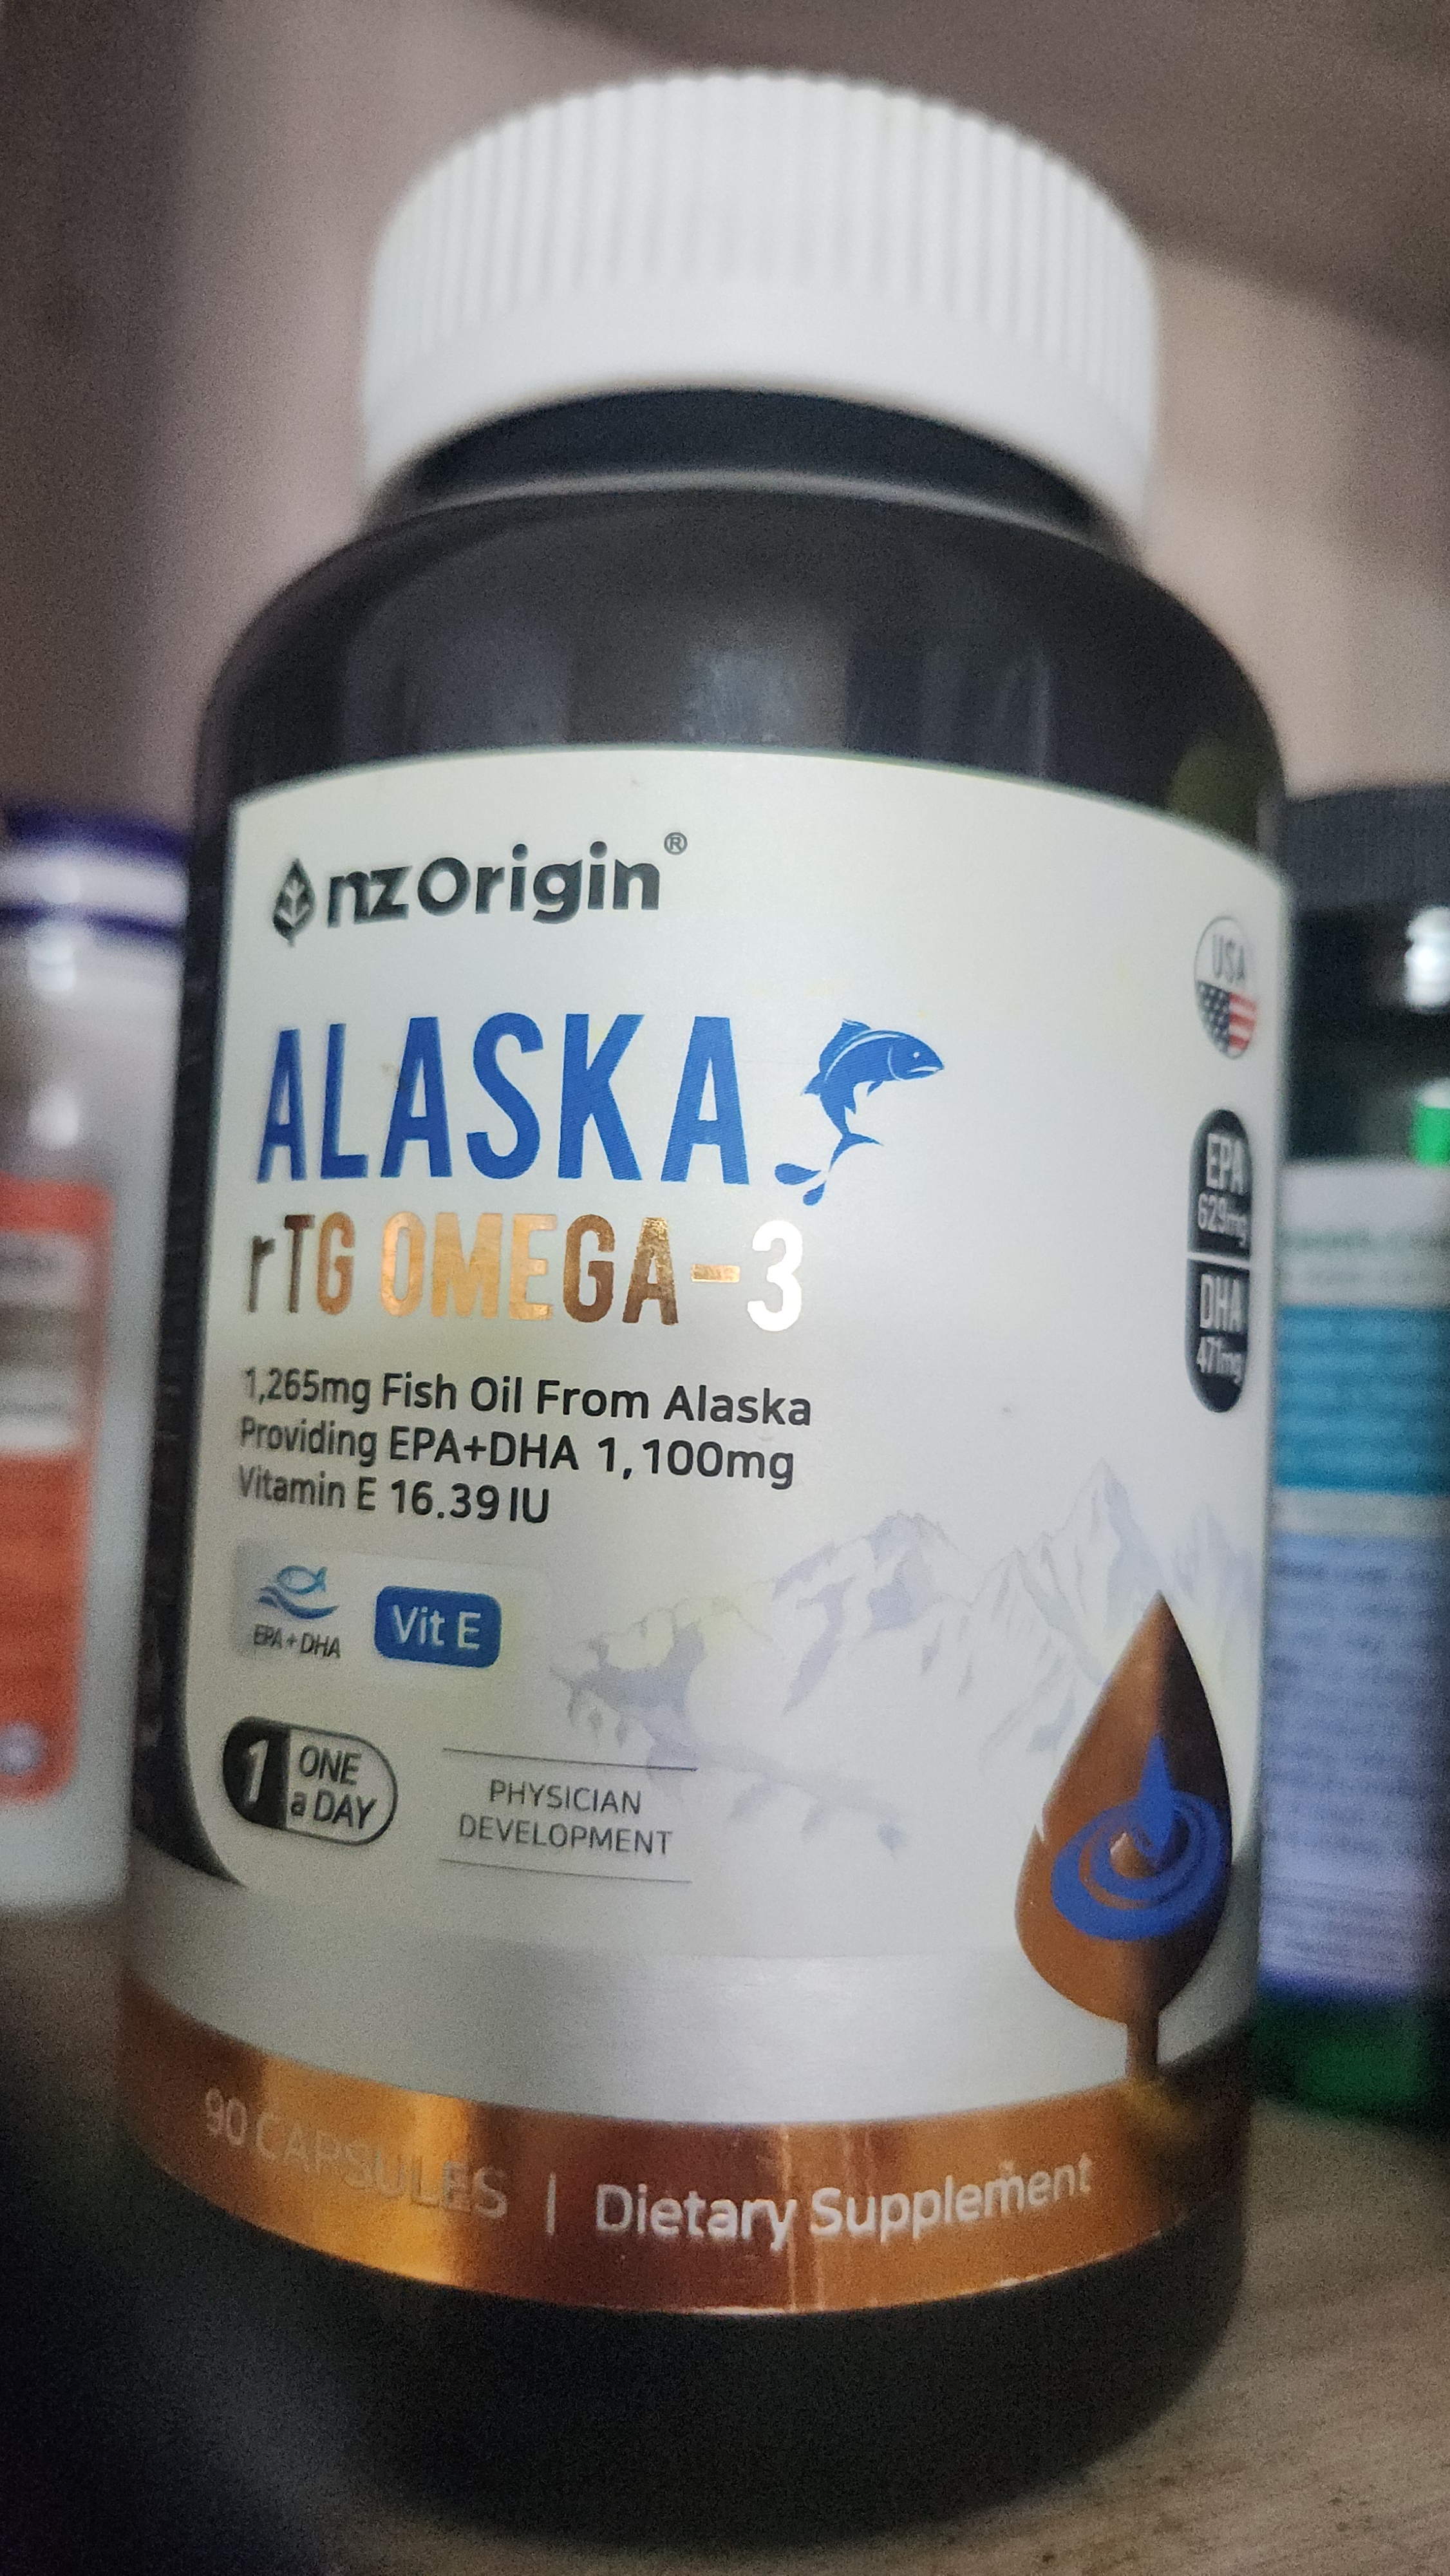 nzOrigin®
USA
ALASKA
rTG OMEGA-3
EPA
629mg
DHA
471mg
1,265mg Fish Oil From Alaska
Providing EPA+DHA 1,100mg
Vitamin E 16.39 IU
EPA+DHA
Vit E
1 ONE
a DAY
PHYSICIAN
DEVELOPMENT
90 CAPSULES | Dietary Supplement